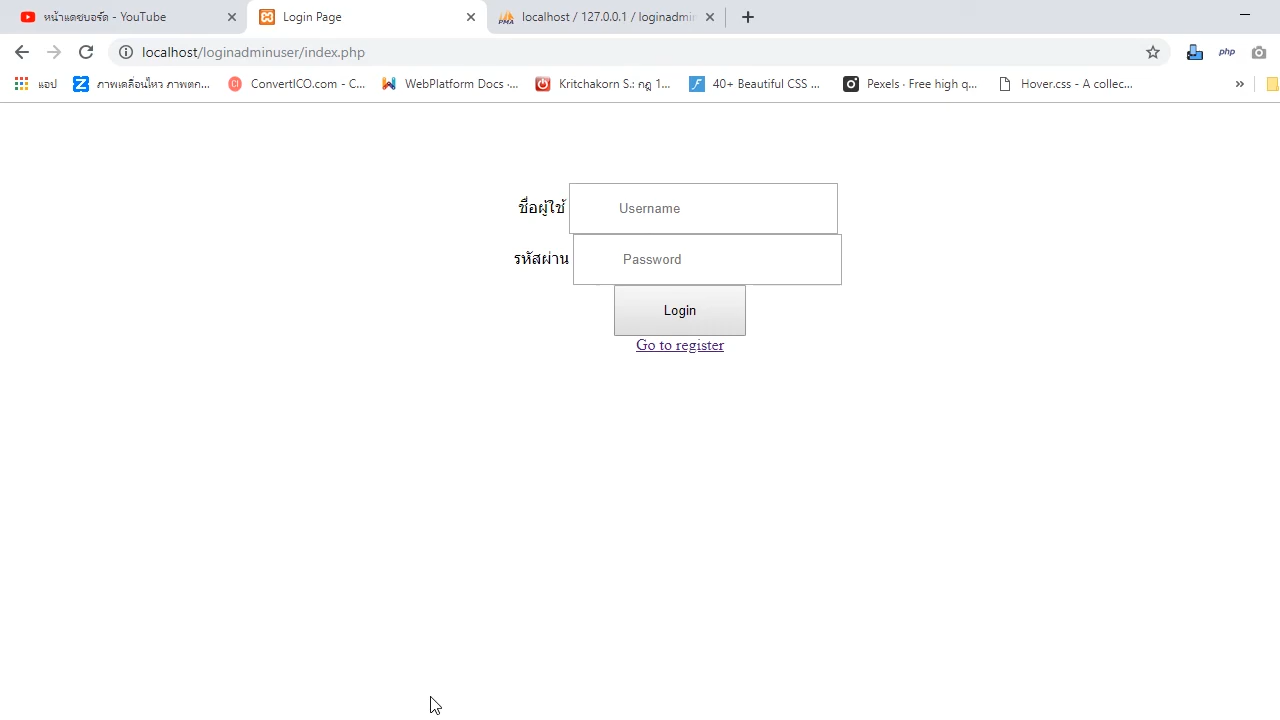 หน้าแดชบอร์ด - YouTube
Login Page
localhost / 127.0.0.1 / loginadmin
localhost/loginadminuser/index.php
php
แอป
ภาพเคลื่อนไหว ภาพตก...
ConvertICO.com - C...
WebPlatform Docs ·...
Kritchakorn S.: กฎ 1...
40+ Beautiful CSS ...
Pexels · Free high q...
Hover.css - A collec...
»
ชื่อผู้ใช้ Username
รหัสผ่าน Password
Login
Go to register